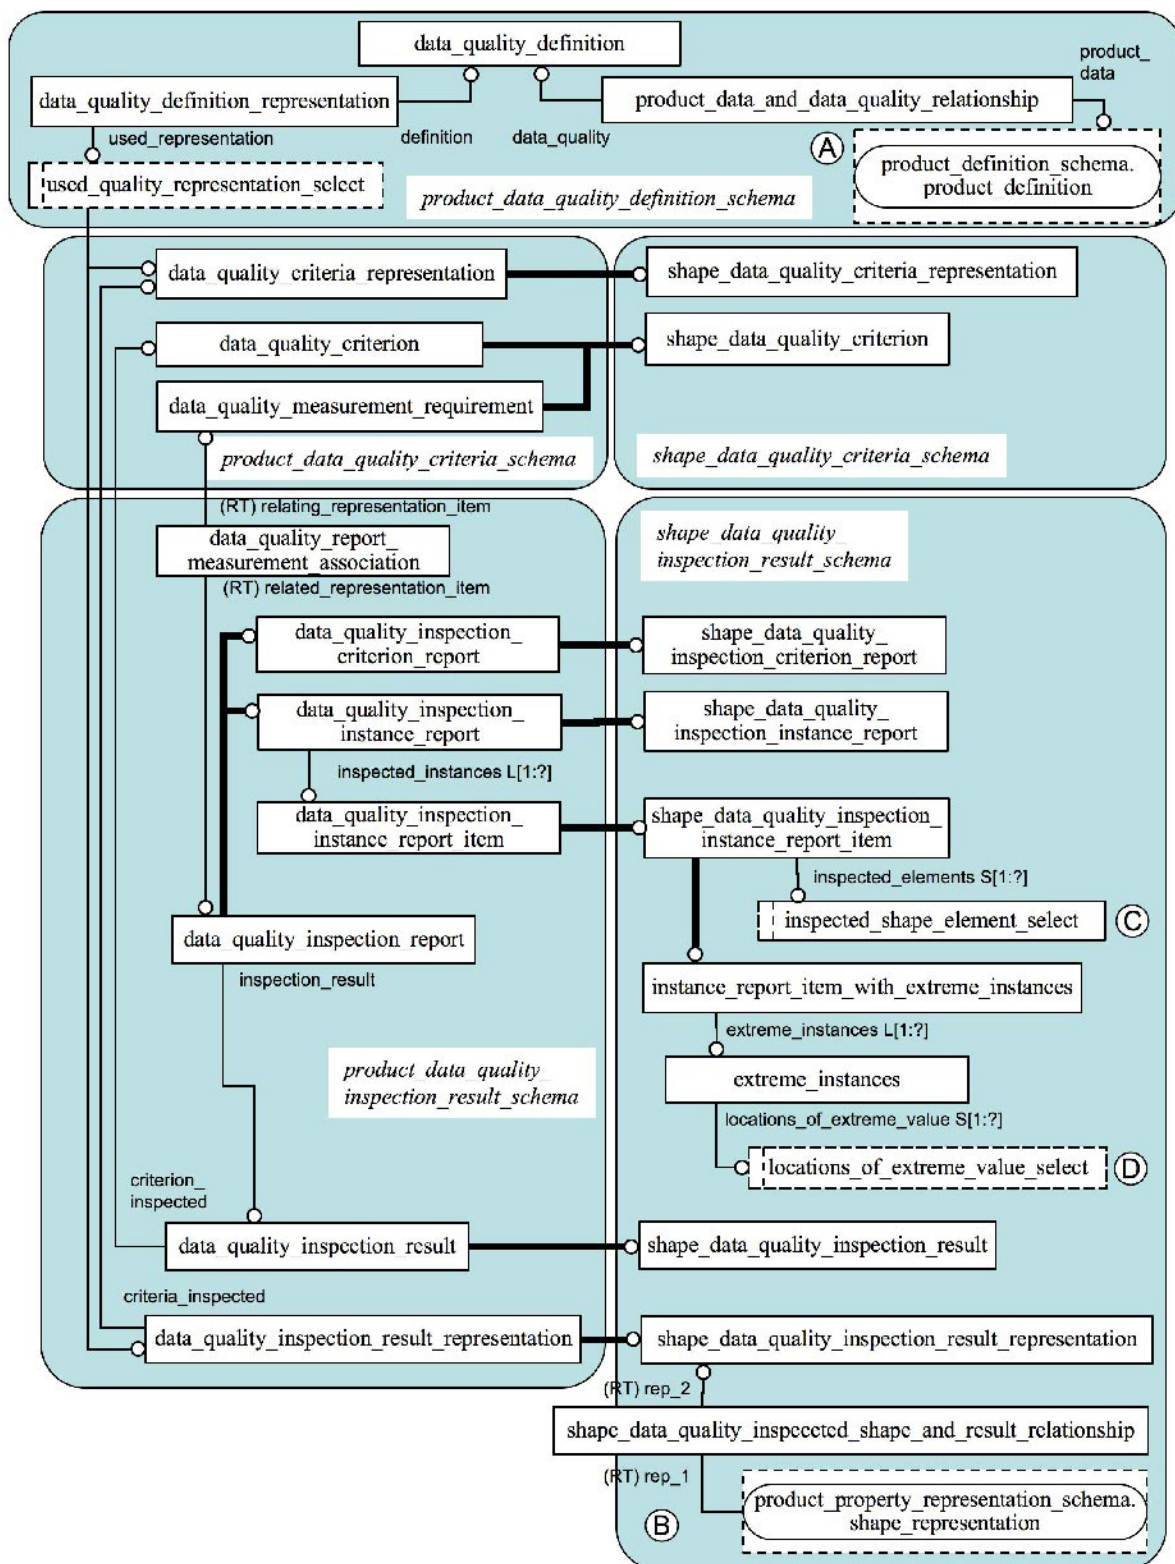 data_quality_definition
product_
data
data_quality_definition_representation
product_data_and_data_quality_relationship
used_representation
definition
data_quality
A
product_definition_schema.
product_definition
used_quality_representation_select
product_data_quality_definition_schema
data_quality_criteria_representation
shape_data_quality_criteria_representation
data_quality_criterion
shape_data_quality_criterion
data_quality_measurement_requirement
product_data_quality_criteria_schema
shape_data_quality_criteria_schema
(RT) relating_representation_item
data_quality_report_
measurement_association
(RT) related_representation_item
shape_data_quality_
inspection_result_schema
data_quality_inspection_
criterion_report
shape_data_quality_
inspection_criterion_report
data_quality_inspection_
instance_report
shape_data_quality_
inspection_instance_report
inspected_instances L[1:?]
data_quality_inspection_
instance_report_item
shape_data_quality_inspection_
instance_report_item
inspected_elements S[1:?]
inspected_shape_element_select
C
data_quality_inspection_report
inspection_result
instance_report_item_with_extreme_instances
extreme_instances L[1:?]
product_data_quality_
inspection_result_schema
extreme_instances
locations_of_extreme_value S[1:?]
locations_of_extreme_value_select
D
criterion_
inspected
data_quality_inspection_result
shape_data_quality_inspection_result
criteria_inspected
data_quality_inspection_result_representation
shape_data_quality_inspection_result_representation
(RT) rep_2
shape_data_quality_inspeected_shape_and_result_relationship
(RT) rep_1
B
product_property_representation_schema.
shape_representation